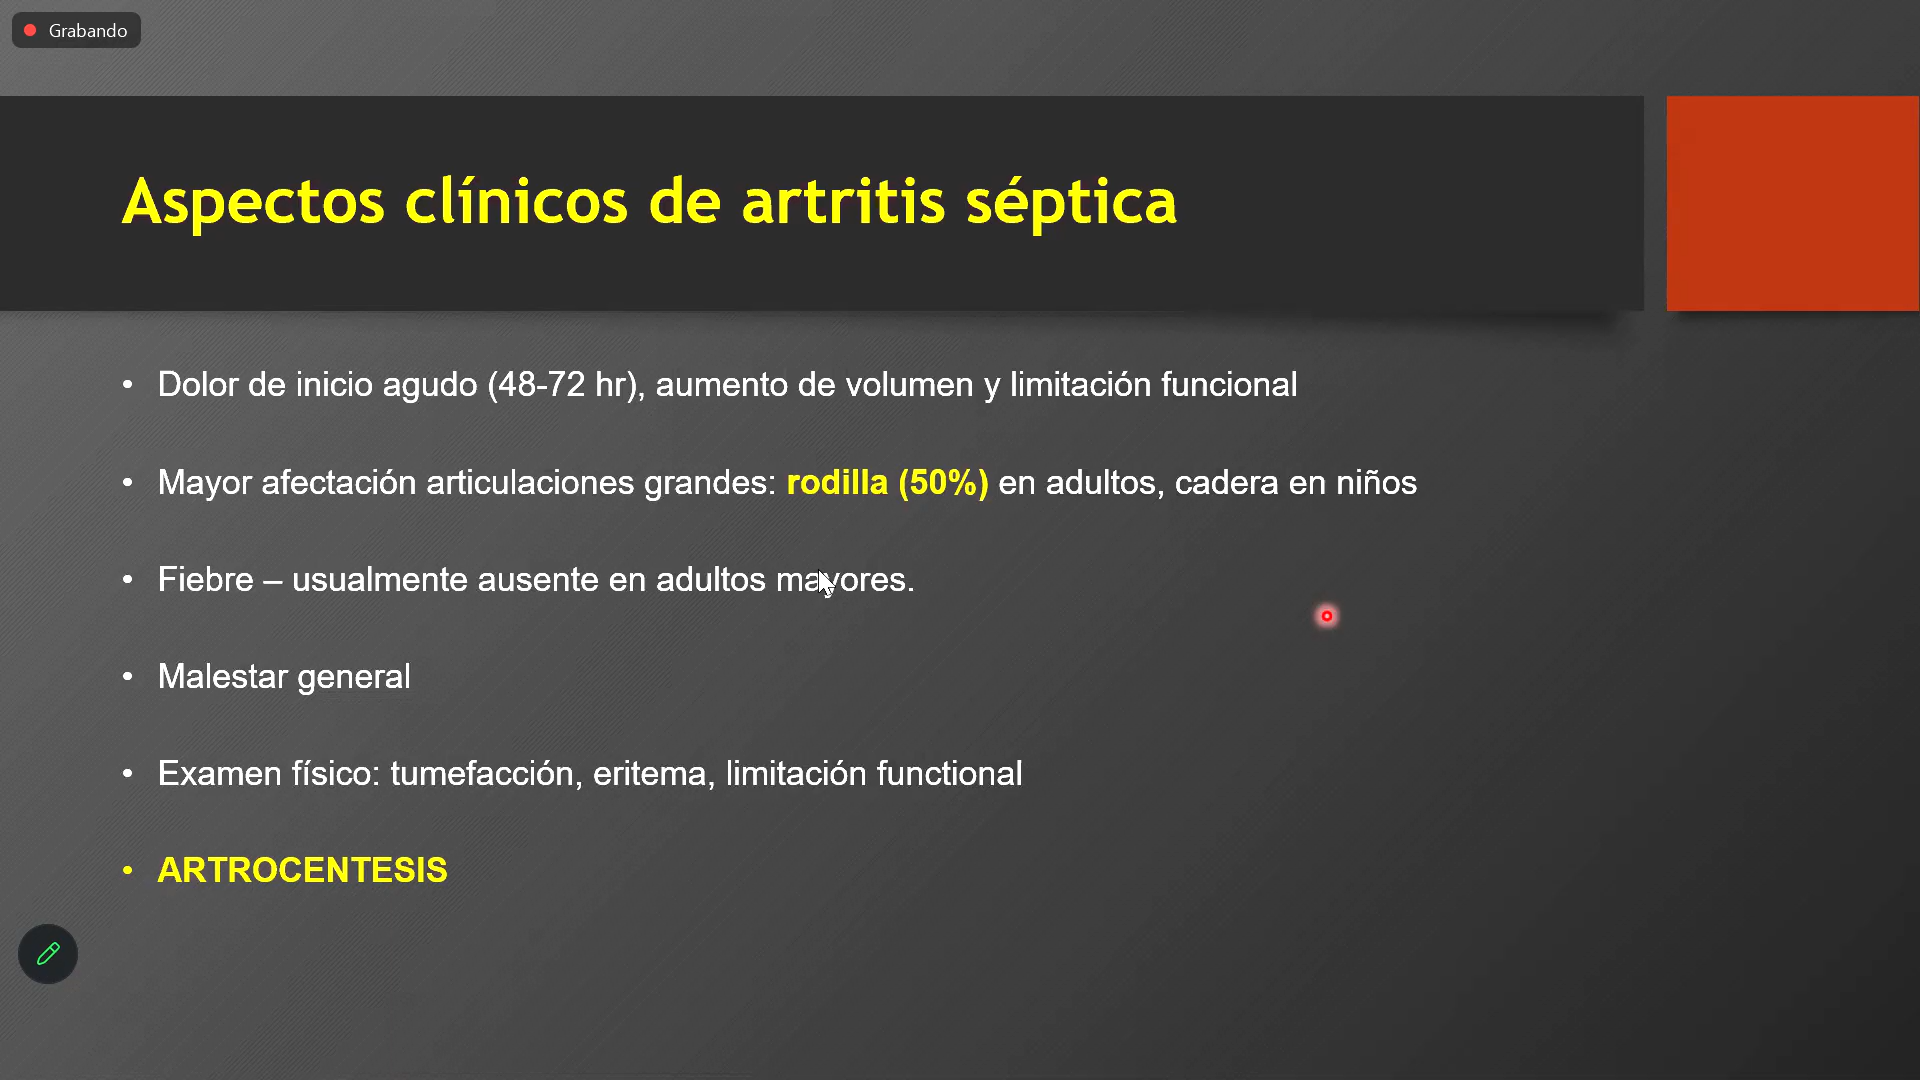 Grabando
Aspectos clínicos de artritis séptica
• Dolor de inicio agudo (48-72 hr), aumento de volumen y limitación funcional
• Mayor afectación articulaciones grandes: rodilla (50%) en adultos, cadera en niños
• Fiebre – usualmente ausente en adultos mayores.
• Malestar general
• Examen físico: tumefacción, eritema, limitación functional
• ARTROCENTESIS